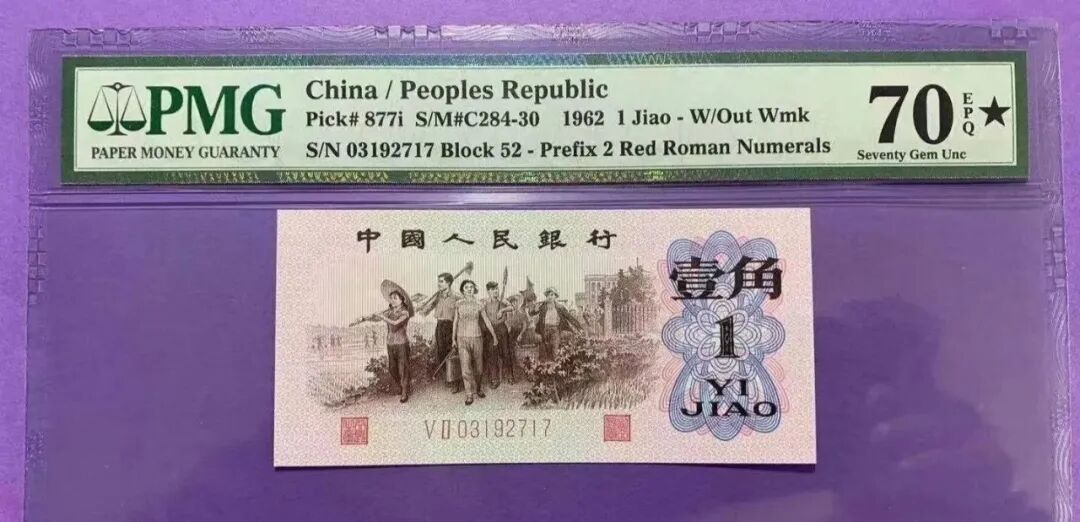 PMG
PAPER MONEY GUARANTY
China / Peoples Republic
Pick# 877i S/M#C284-30 1962 1 Jiao - W/Out Wmk
S/N 03192717 Block 52 - Prefix 2 Red Roman Numerals
70 EPQ ★
Seventy Gem Unc
中國人民銀行
壹角
1
YI
JIAO
VII 03192717